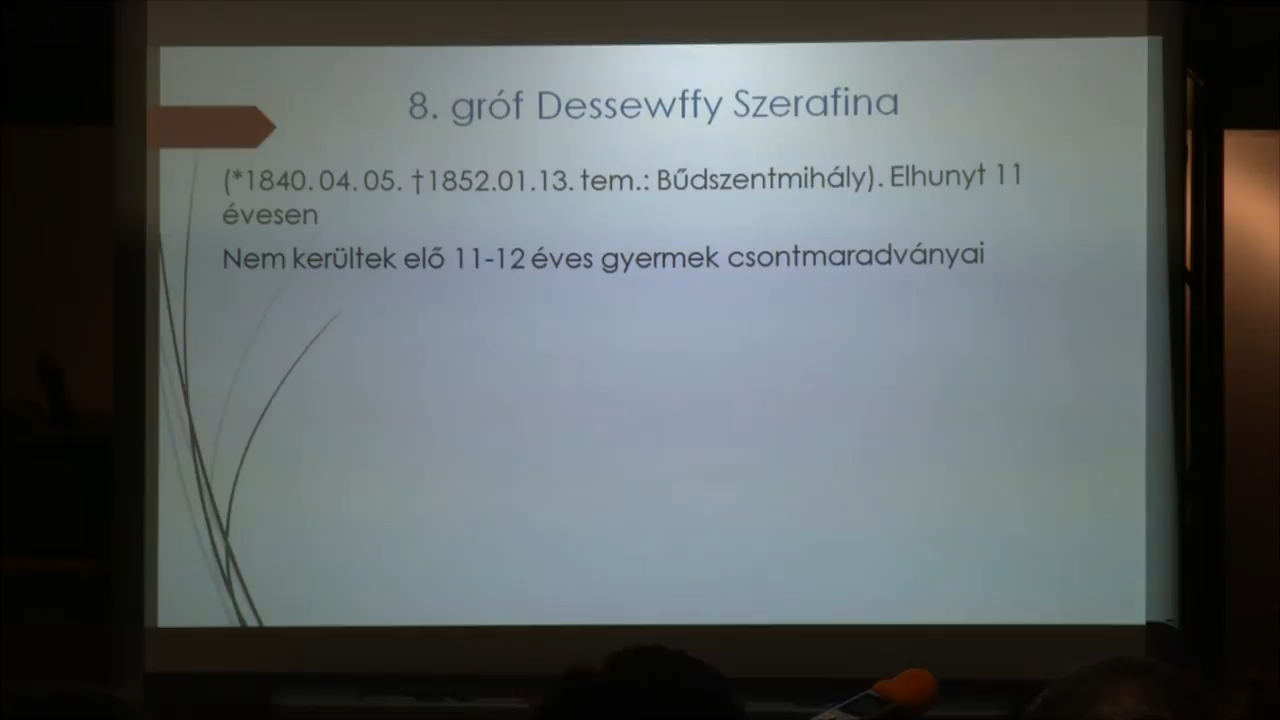 8. gróf Dessewffy Szerafina
(*1840. 04. 05. †1852.01.13. tem.: Bűdszentmihály). Elhunyt 11
évesen
Nem kerültek elő 11-12 éves gyermek csontmaradványai